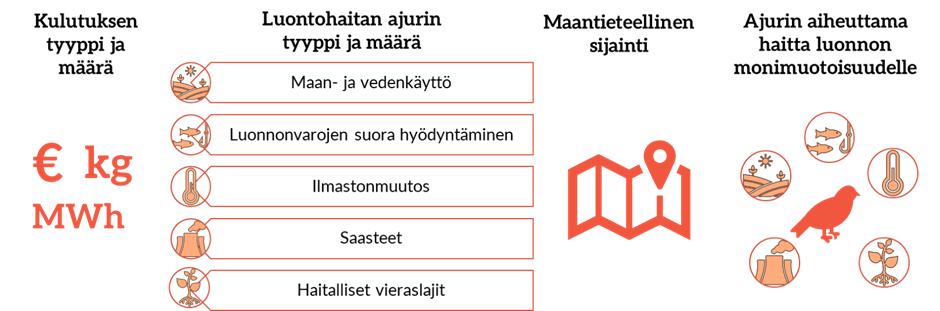 Kulutuksen
tyyppi ja
määrä
€ kg
MWh
Luontohaitan ajurin
tyyppi ja määrä
Maan- ja vedenkäyttö
Luonnonvarojen suora hyödyntäminen
Ilmastonmuutos
Saasteet
Haitalliset vieraslajit
Maantieteellinen
sijainti
Ajurin aiheuttama
haitta luonnon
monimuotoisuudelle